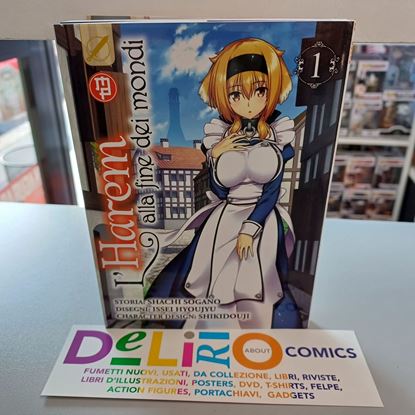 L'Harem
alla fine dei mondi
1
STORIA: SHACHI SOGANO
DISEGNI: ISSEI HYOUJYU
CHARACTER DESIGN: SHIKIDOUJI
DELIRIO ABOUT COMICS
FUMETTI NUOVI, USATI, DA COLLEZIONE, LIBRI, RIVISTE,
LIBRI D'ILLUSTRAZIONI, POSTERS, DVD, T-SHIRTS, FELPE,
ACTION FIGURES, PORTACHIAVI, GADGETS